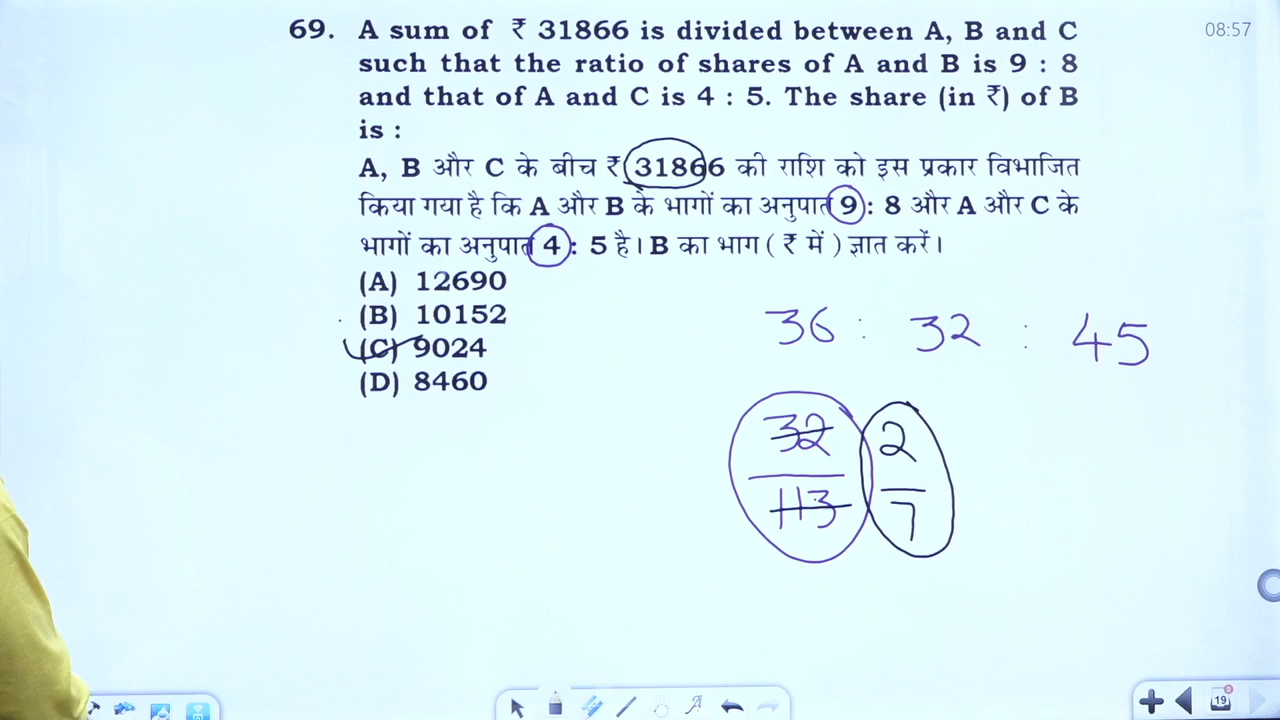 69. A sum of ₹ 31866 is divided between A, B and C
such that the ratio of shares of A and B is 9 : 8
and that of A and C is 4 : 5. The share (in ₹) of B
is :
A, B और C के बीच ₹ 31866 की राशि को इस प्रकार विभाजित
किया गया है कि A और B के भागों का अनुपात 9 : 8 और A और C के
भागों का अनुपात 4 : 5 है। B का भाग ( ₹ में ) ज्ञात करें।
(A) 12690
(B) 10152
(C) 9024
(D) 8460
08:57
36 : 32 : 45
32 2
113 7
19